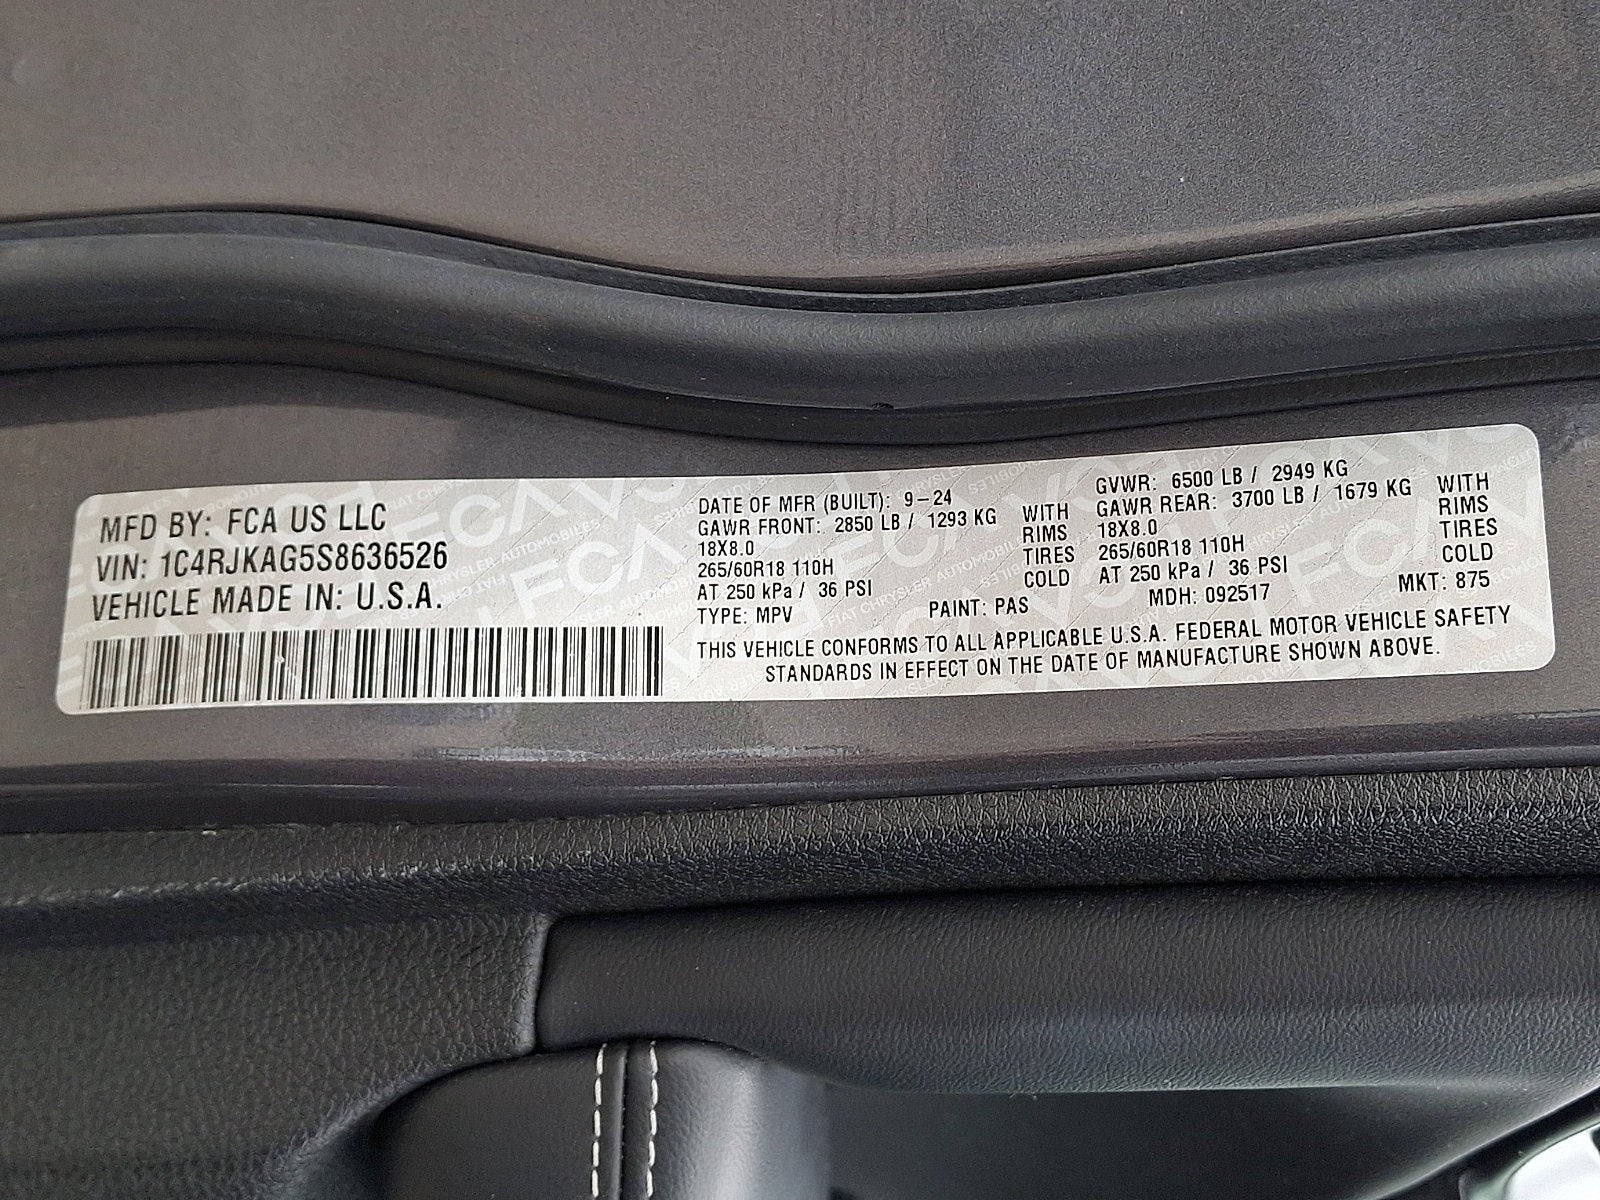 MFD BY: FCA US LLC
VIN: 1C4RJKAG5S8636526
VEHICLE MADE IN: U.S.A.
DATE OF MFR (BUILT): 9-24
GAWR FRONT: 2850 LB / 1293 KG WITH
18X8.0 RIMS
265/60R18 110H TIRES
AT 250 kPa / 36 PSI COLD
TYPE: MPV PAINT: PAS
GVWR: 6500 LB / 2949 KG
GAWR REAR: 3700 LB / 1679 KG WITH
18X8.0 RIMS
265/60R18 110H TIRES
AT 250 kPa / 36 PSI COLD
MDH: 092517 MKT: 875
THIS VEHICLE CONFORMS TO ALL APPLICABLE U.S.A. FEDERAL MOTOR VEHICLE SAFETY
STANDARDS IN EFFECT ON THE DATE OF MANUFACTURE SHOWN ABOVE.